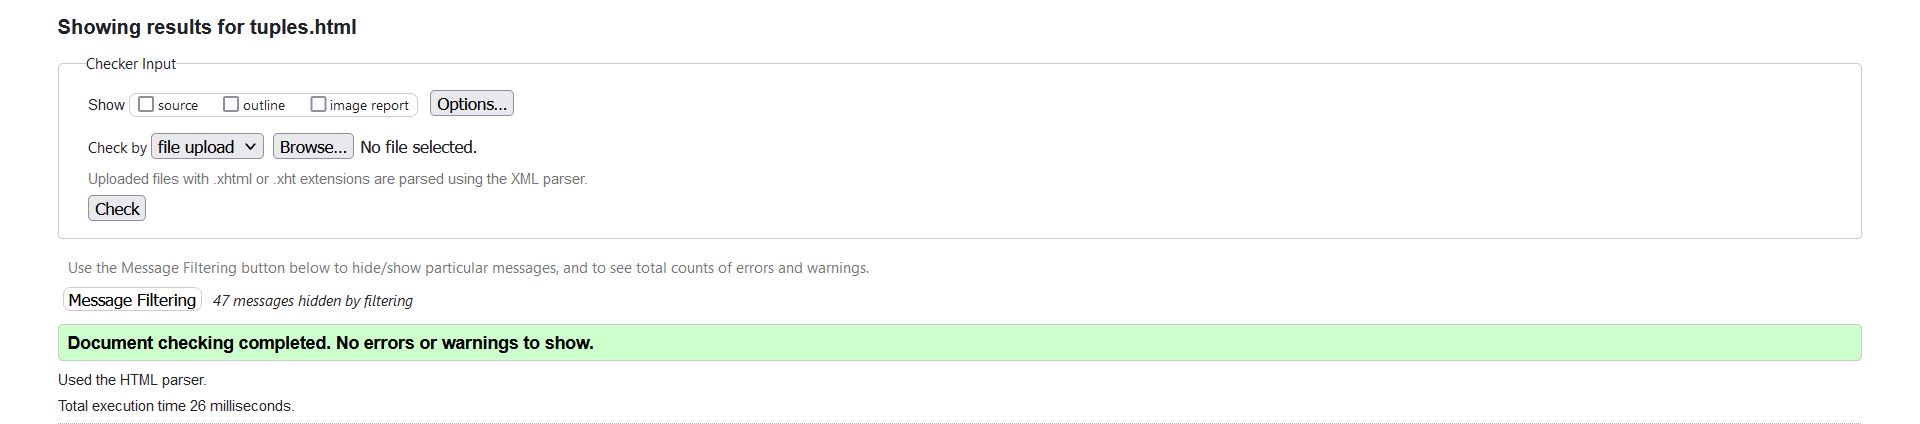 Showing results for tuples.html
Checker Input
Show source outline image report Options...
Check by file upload Browse... No file selected.
Uploaded files with .xhtml or .xht extensions are parsed using the XML parser.
Check
Use the Message Filtering button below to hide/show particular messages, and to see total counts of errors and warnings.
Message Filtering 47 messages hidden by filtering
Document checking completed. No errors or warnings to show.
Used the HTML parser.
Total execution time 26 milliseconds.